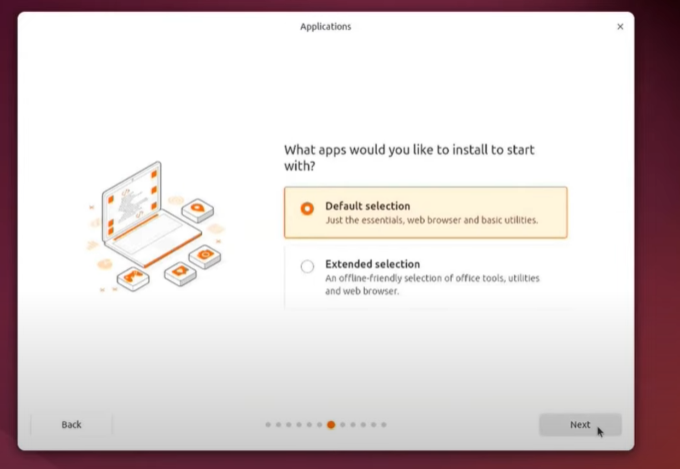 Applications
What apps would you like to install to start
with?
Default selection
Just the essentials, web browser and basic utilities.
Extended selection
An offline-friendly selection of office tools, utilities
and web browser.
Back
Next